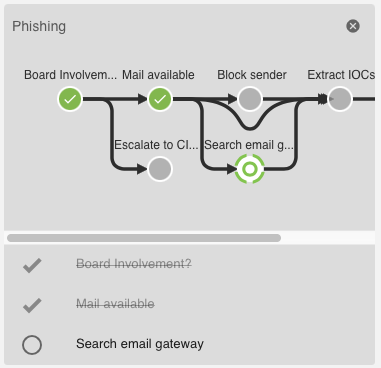 Phishing
Board Involvem... Mail available Block sender Extract IOCs
Escalate to CI... Search email g...
Board Involvement?
Mail available
Search email gateway